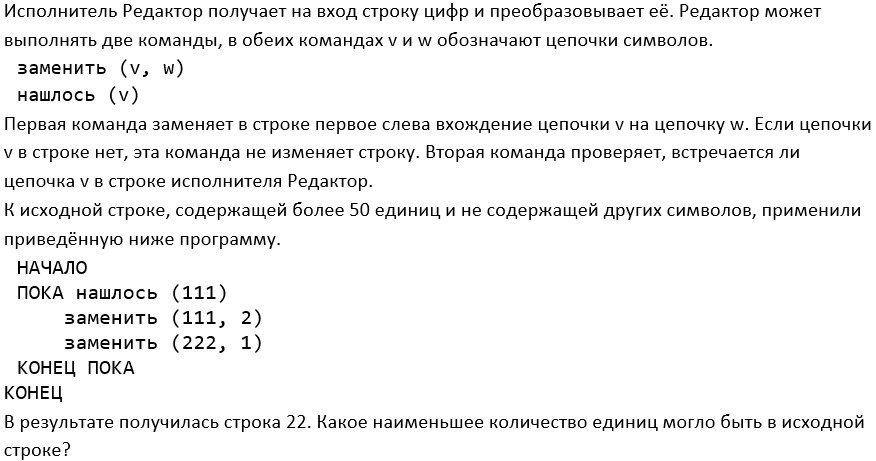 Исполнитель Редактор получает на вход строку цифр и преобразовывает её. Редактор может
выполнять две команды, в обеих командах v и w обозначают цепочки символов.
заменить (v, w)
нашлось (v)
Первая команда заменяет в строке первое слева вхождение цепочки v на цепочку w. Если цепочки
v в строке нет, эта команда не изменяет строку. Вторая команда проверяет, встречается ли
цепочка v в строке исполнителя Редактор.
К исходной строке, содержащей более 50 единиц и не содержащей других символов, применили
приведённую ниже программу.
НАЧАЛО
ПОКА нашлось (111)
заменить (111, 2)
заменить (222, 1)
КОНЕЦ ПОКА
КОНЕЦ
В результате получилась строка 22. Какое наименьшее количество единиц могло быть в исходной
строке?